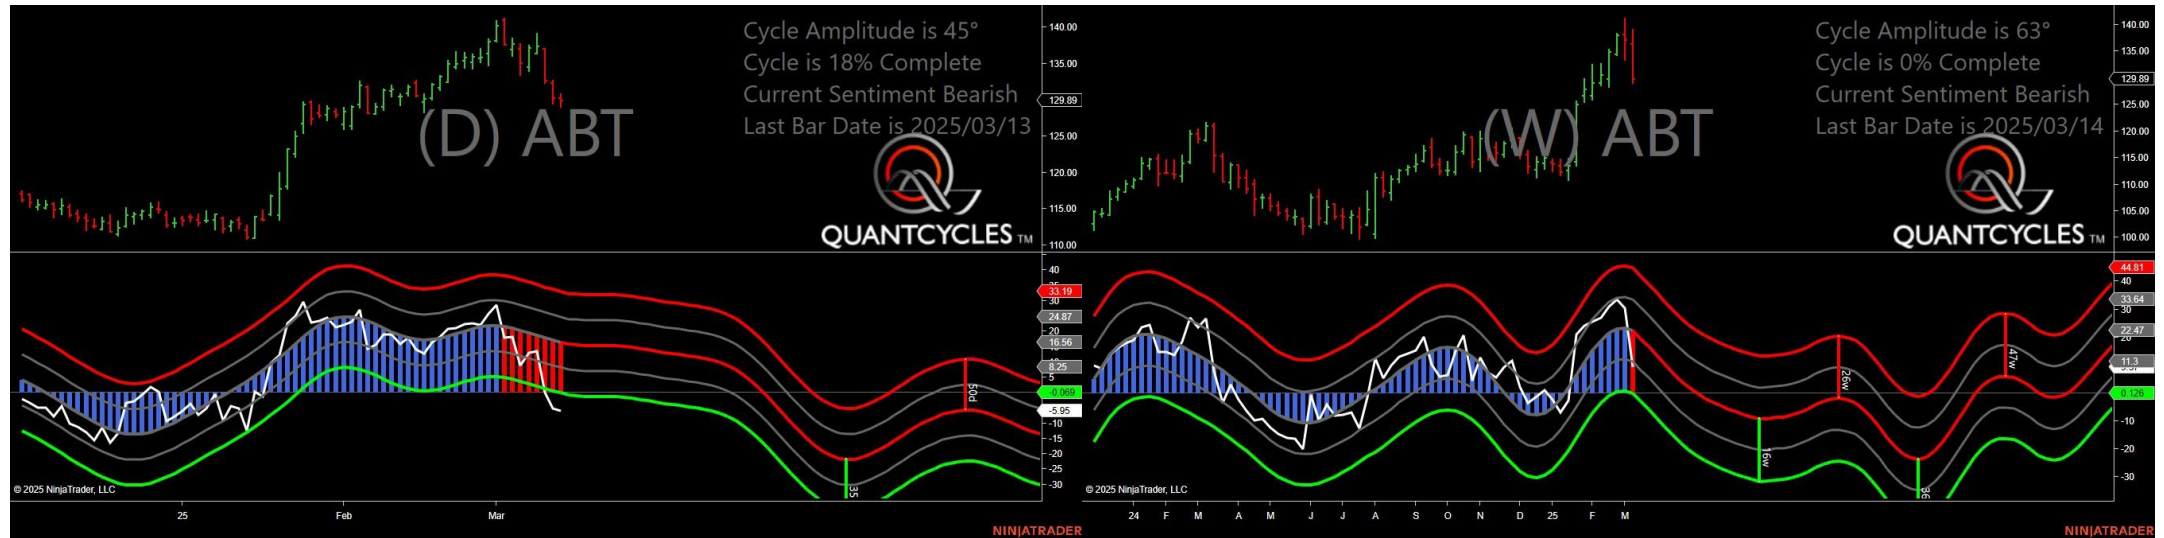 Cycle Amplitude is 45°
Cycle is 18% Complete
Current Sentiment Bearish
Last Bar Date is 2025/03/13
(D) ABT
QUANTCYCLES TM
140.00
135.00
129.89
125.00
120.00
115.00
110.00
40
33.19
30
24.87
20
16.56
8.25
5
-0.069
-5.95
-10
-15
-20
-25
-30
50d
35
© 2025 NinjaTrader, LLC
25 Feb Mar
NINJATRADER
Cycle Amplitude is 63°
Cycle is 0% Complete
Current Sentiment Bearish
Last Bar Date is 2025/03/14
(W) ABT
QUANTCYCLES TM
140.00
135.00
129.89
125.00
120.00
115.00
110.00
105.00
100.00
44.81
40
33.64
30
22.47
20
11.3
0.126
-10
-20
-30
16w
26w
47w
© 2025 NinjaTrader, LLC
24 F M A M J J A S O N D 25 F M
NINJATRADER